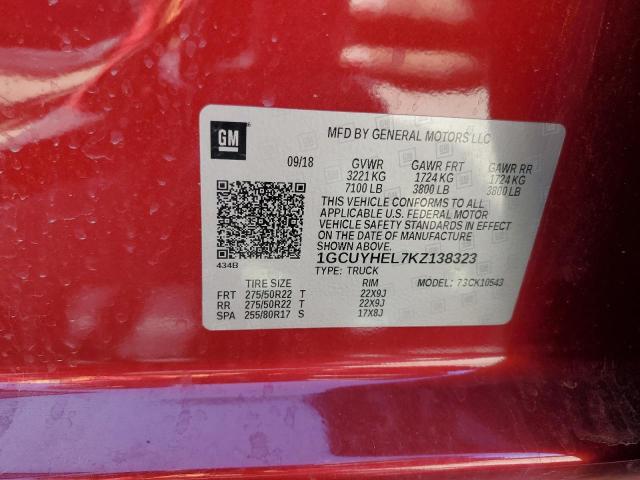 GM
MFD BY GENERAL MOTORS LLC
09/18 GVWR GAWR FRT GAWR RR
3221 KG 1724 KG 1724 KG
7100 LB 3800 LB 3800 LB
THIS VEHICLE CONFORMS TO ALL
APPLICABLE U.S. FEDERAL MOTOR
VEHICLE SAFETY STANDARDS IN EFFECT
ON THE DATE OF MANUFACTURE
SHOWN ABOVE.
434B 1GCUYHEL7KZ138323
TYPE: TRUCK MODEL: 73CK10543
TIRE SIZE RIM
FRT 275/50R22 T 22X9J
RR 275/50R22 T 22X9J
SPA 255/80R17 S 17X8J